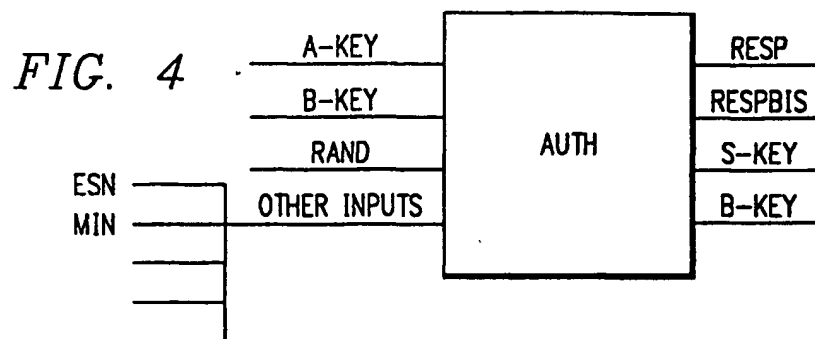 FIG. 4
A-KEY
B-KEY
RAND
OTHER INPUTS
ESN
MIN
AUTH
RESP
RESPBIS
S-KEY
B-KEY